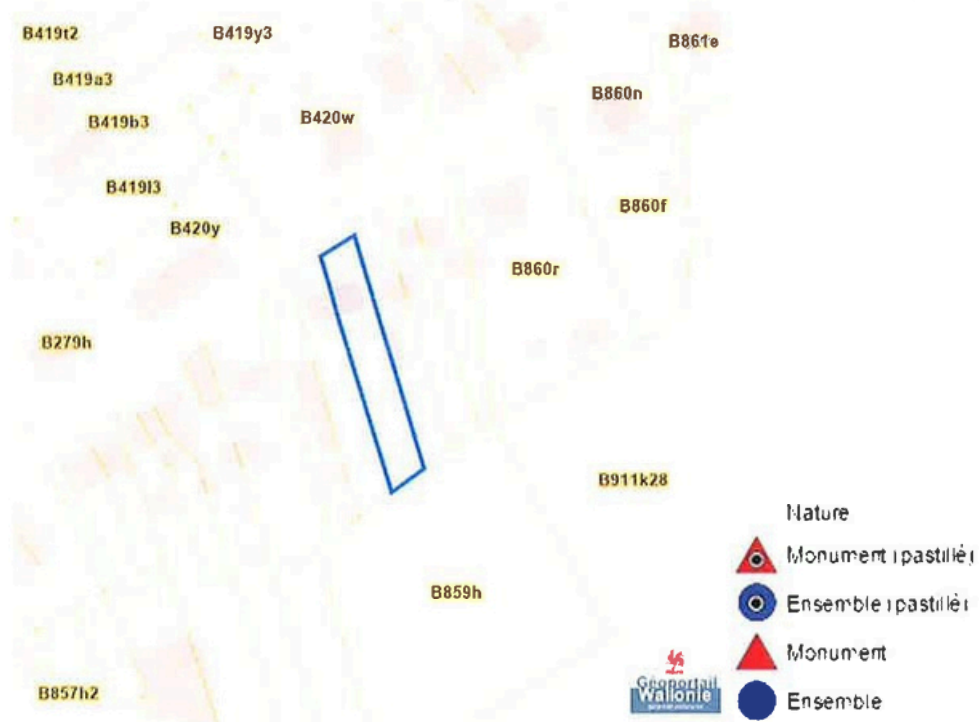 B419t2
B419y3
B861e
B419a3
B860n
B419b3
B420w
B419l3
B860f
B420y
B860r
B279h
B911k28
Nature
Monument (pastillé)
Ensemble (pastillé)
B859h
Monument
Géoportail
Wallonie
B857h2
Ensemble